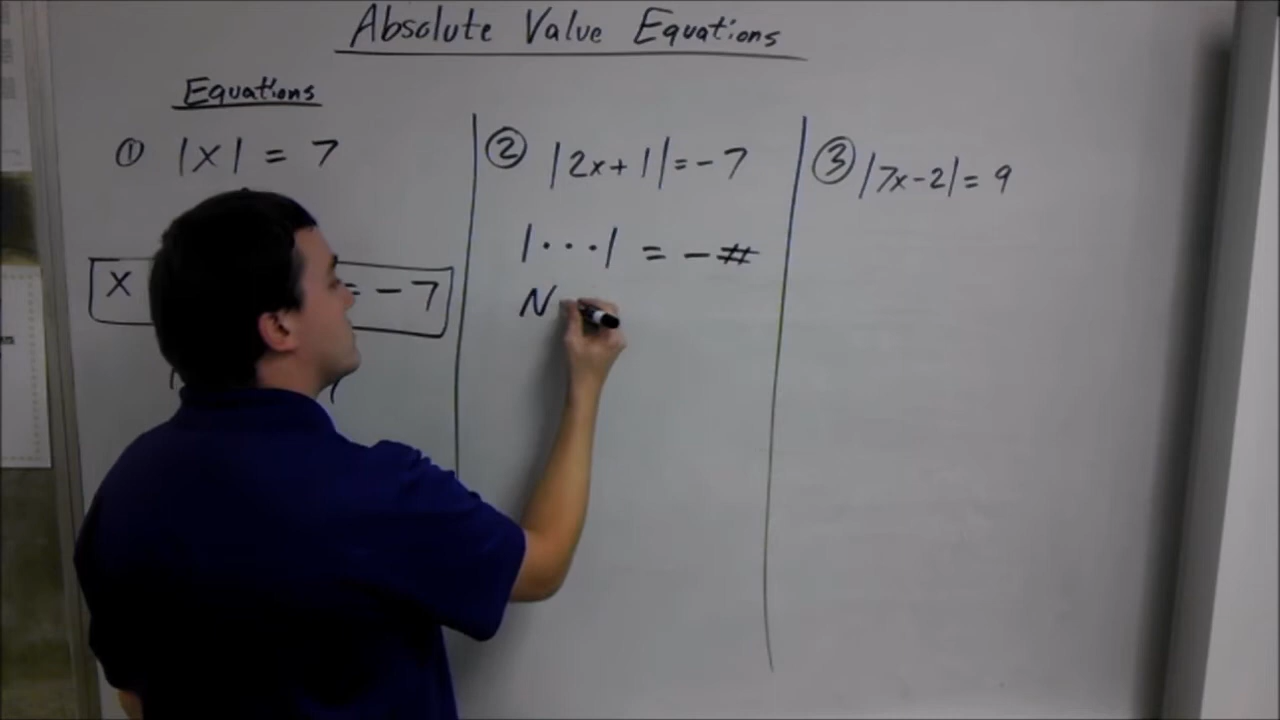 Absolute Value Equations
Equations
① |x| = 7
x = -7
② |2x+1| = -7
|···| = -#
N
③ |7x-2| = 9